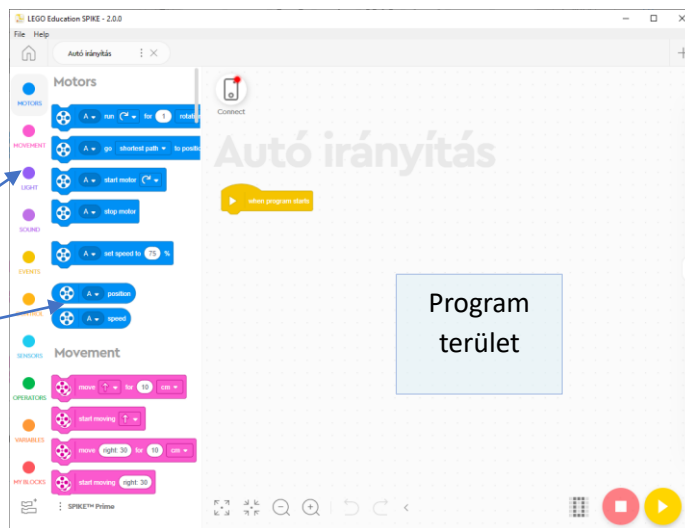 LEGO Education SPIKE - 2.0.0
File Help
Autó irányítás
MOTORS
MOVEMENT
LIGHT
SOUND
EVENTS
SENSORS
OPERATORS
VARIABLES
MY BLOCKS
Motors
A run for 1
A go shortest path to
A start motor
A stop motor
A set speed to 75 %
A position
A speed
Movement
move for 10 cm
start moving
move right: 30 for 10 cm
start moving right: 30
SPIKE™ Prime
Connect
Autó irányítás
when program starts
Program
terület